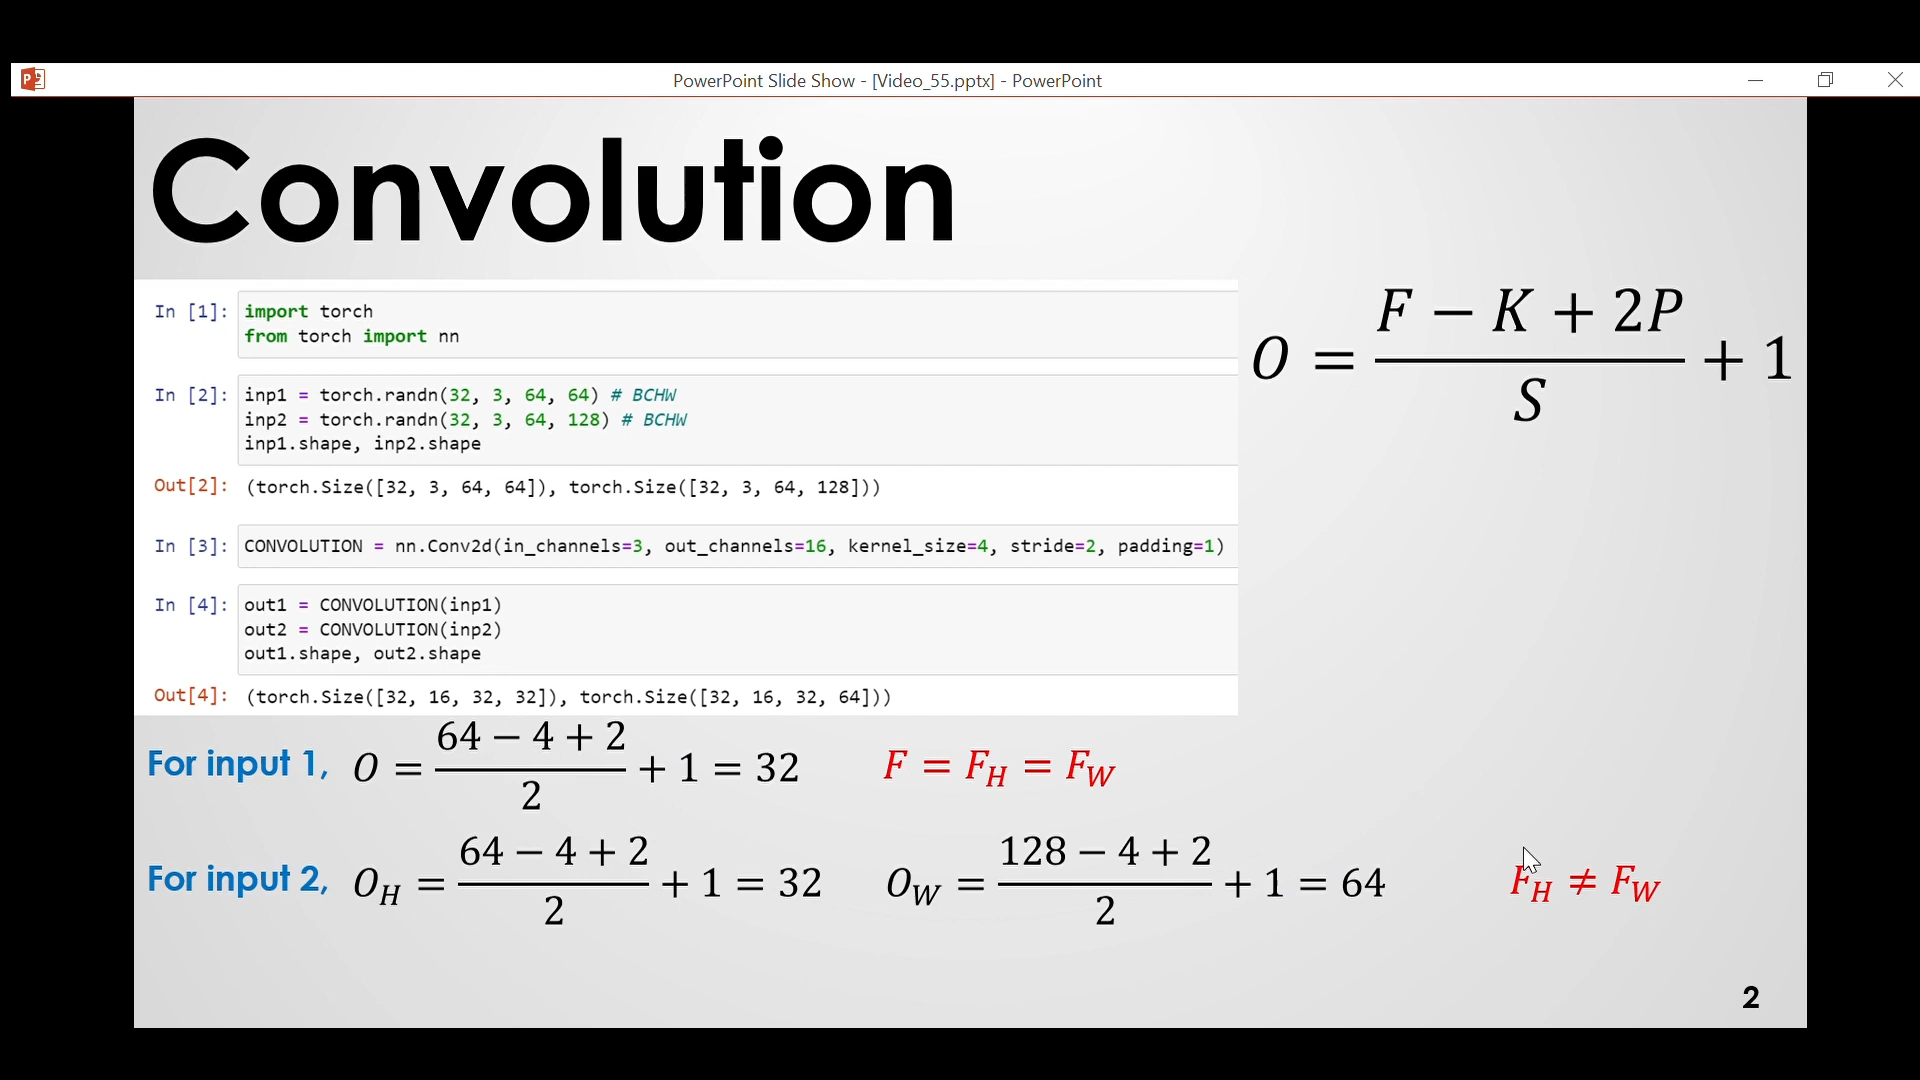 PowerPoint Slide Show - [Video_55.pptx] - PowerPoint
Convolution
In [1]: import torch
from torch import nn
In [2]: inp1 = torch.randn(32, 3, 64, 64) # BCHW
inp2 = torch.randn(32, 3, 64, 128) # BCHW
inp1.shape, inp2.shape
Out[2]: (torch.Size([32, 3, 64, 64]), torch.Size([32, 3, 64, 128]))
In [3]: CONVOLUTION = nn.Conv2d(in_channels=3, out_channels=16, kernel_size=4, stride=2, padding=1)
In [4]: out1 = CONVOLUTION(inp1)
out2 = CONVOLUTION(inp2)
out1.shape, out2.shape
Out[4]: (torch.Size([32, 16, 32, 32]), torch.Size([32, 16, 32, 64]))
O = \frac{F − K + 2P}{S} + 1
For input 1, O = \frac{64 − 4 + 2}{2} + 1 = 32 F = F_H = F_W
For input 2, O_H = \frac{64 − 4 + 2}{2} + 1 = 32 O_W = \frac{128 − 4 + 2}{2} + 1 = 64 F_H ≠ F_W
2